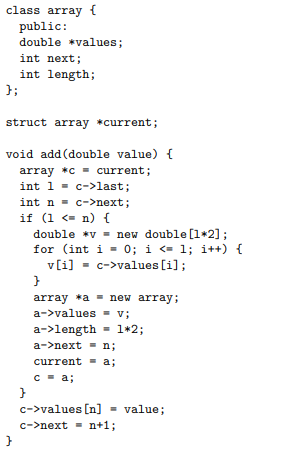 class array {
  public:
  double *values;
  int next;
  int length;
};

struct array *current;

void add(double value) {
  array *c = current;
  int l = c->last;
  int n = c->next;
  if (l <= n) {
    double *v = new double[l*2];
    for (int i = 0; i <= l; i++) {
      v[i] = c->values[i];
    }
    array *a = new array;
    a->values = v;
    a->length = l*2;
    a->next = n;
    current = a;
    c = a;
  }
  c->values[n] = value;
  c->next = n+1;
}